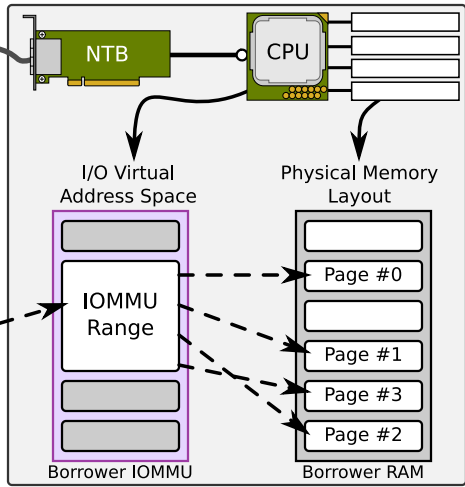 NTB
CPU
I/O Virtual
Address Space
Physical Memory
Layout
IOMMU
Range
Page #0
Page #1
Page #3
Page #2
Borrower IOMMU
Borrower RAM